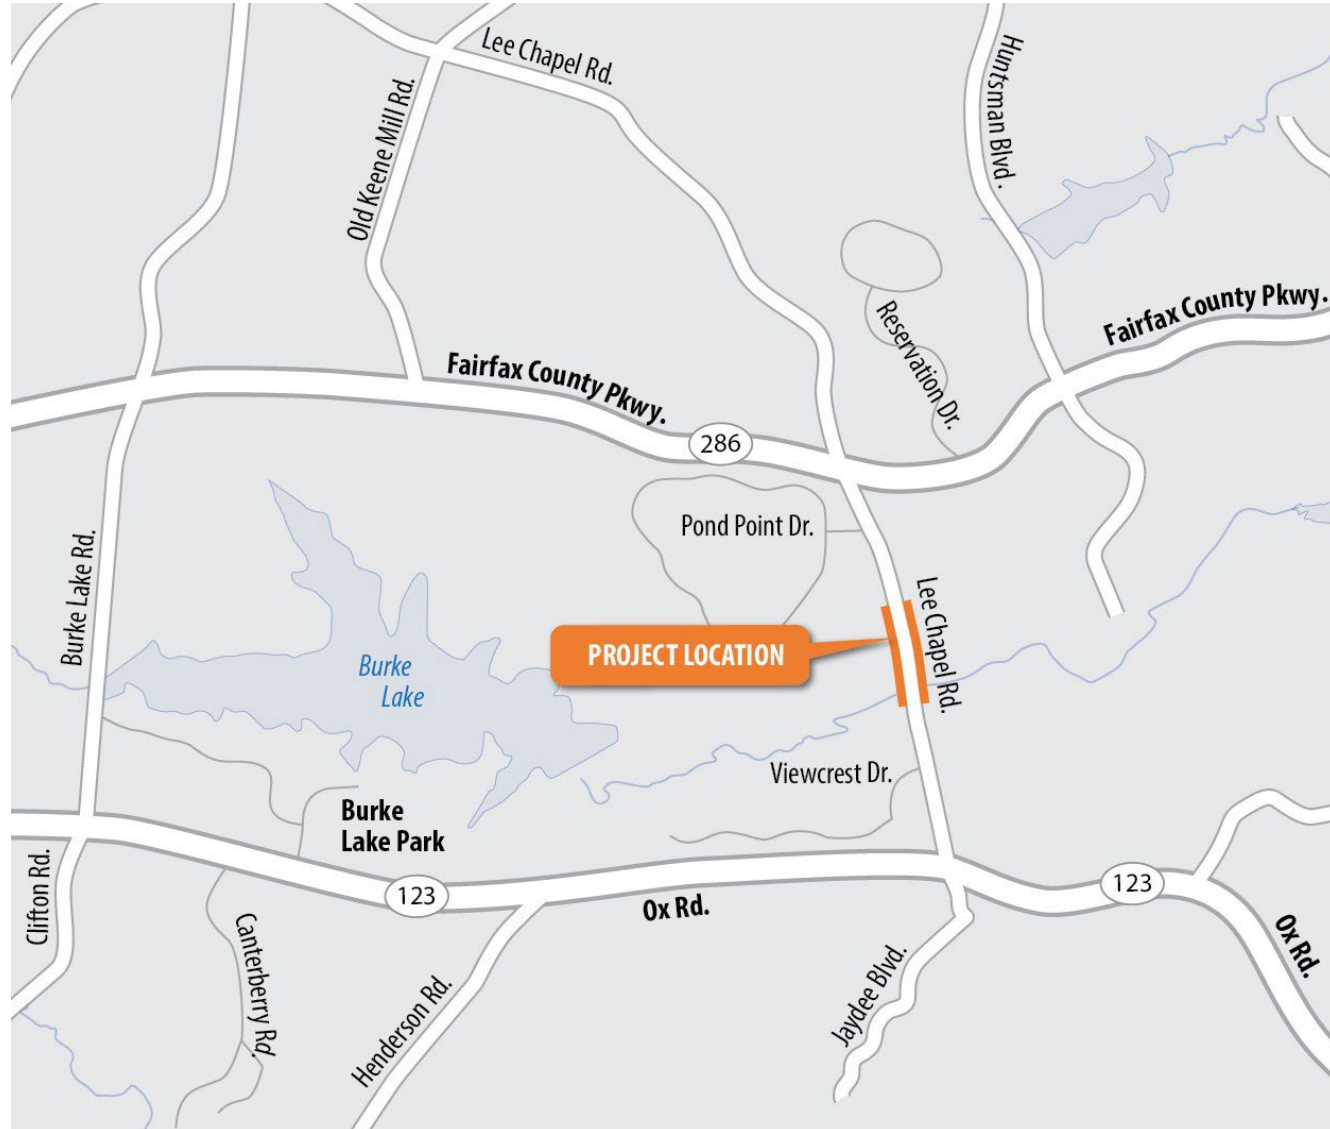 Lee Chapel Rd.
Huntsman Blvd.
Old Keene Mill Rd.
Fairfax County Pkwy.
Reservation Dr.
Fairfax County Pkwy.
286
Pond Point Dr.
Burke Lake Rd.
Lee Chapel Rd.
PROJECT LOCATION
Burke
Lake
Viewcrest Dr.
Burke
Lake Park
123
123
Ox Rd.
Clifton Rd.
Canterberry Rd.
Henderson Rd.
Jaydee Blvd.
Ox Rd.